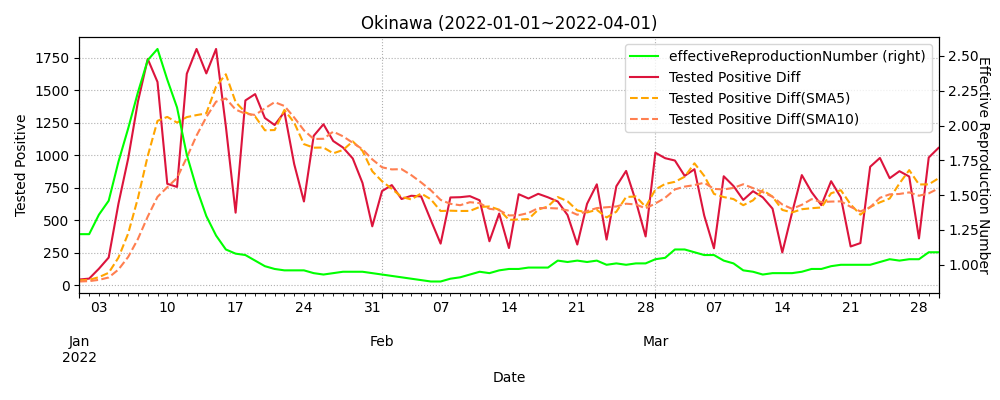 Okinawa (2022-01-01~2022-04-01)
effectiveReproductionNumber (right)
Tested Positive Diff
Tested Positive Diff(SMA5)
Tested Positive Diff(SMA10)
Tested Positive
1750
1500
1250
1000
750
500
250
0
2.50
2.25
2.00
1.75
1.50
1.25
1.00
Effective Reproduction Number
03 10 17 24 31 07 14 21 28 07 14 21 28
Jan Feb Mar
2022
Date